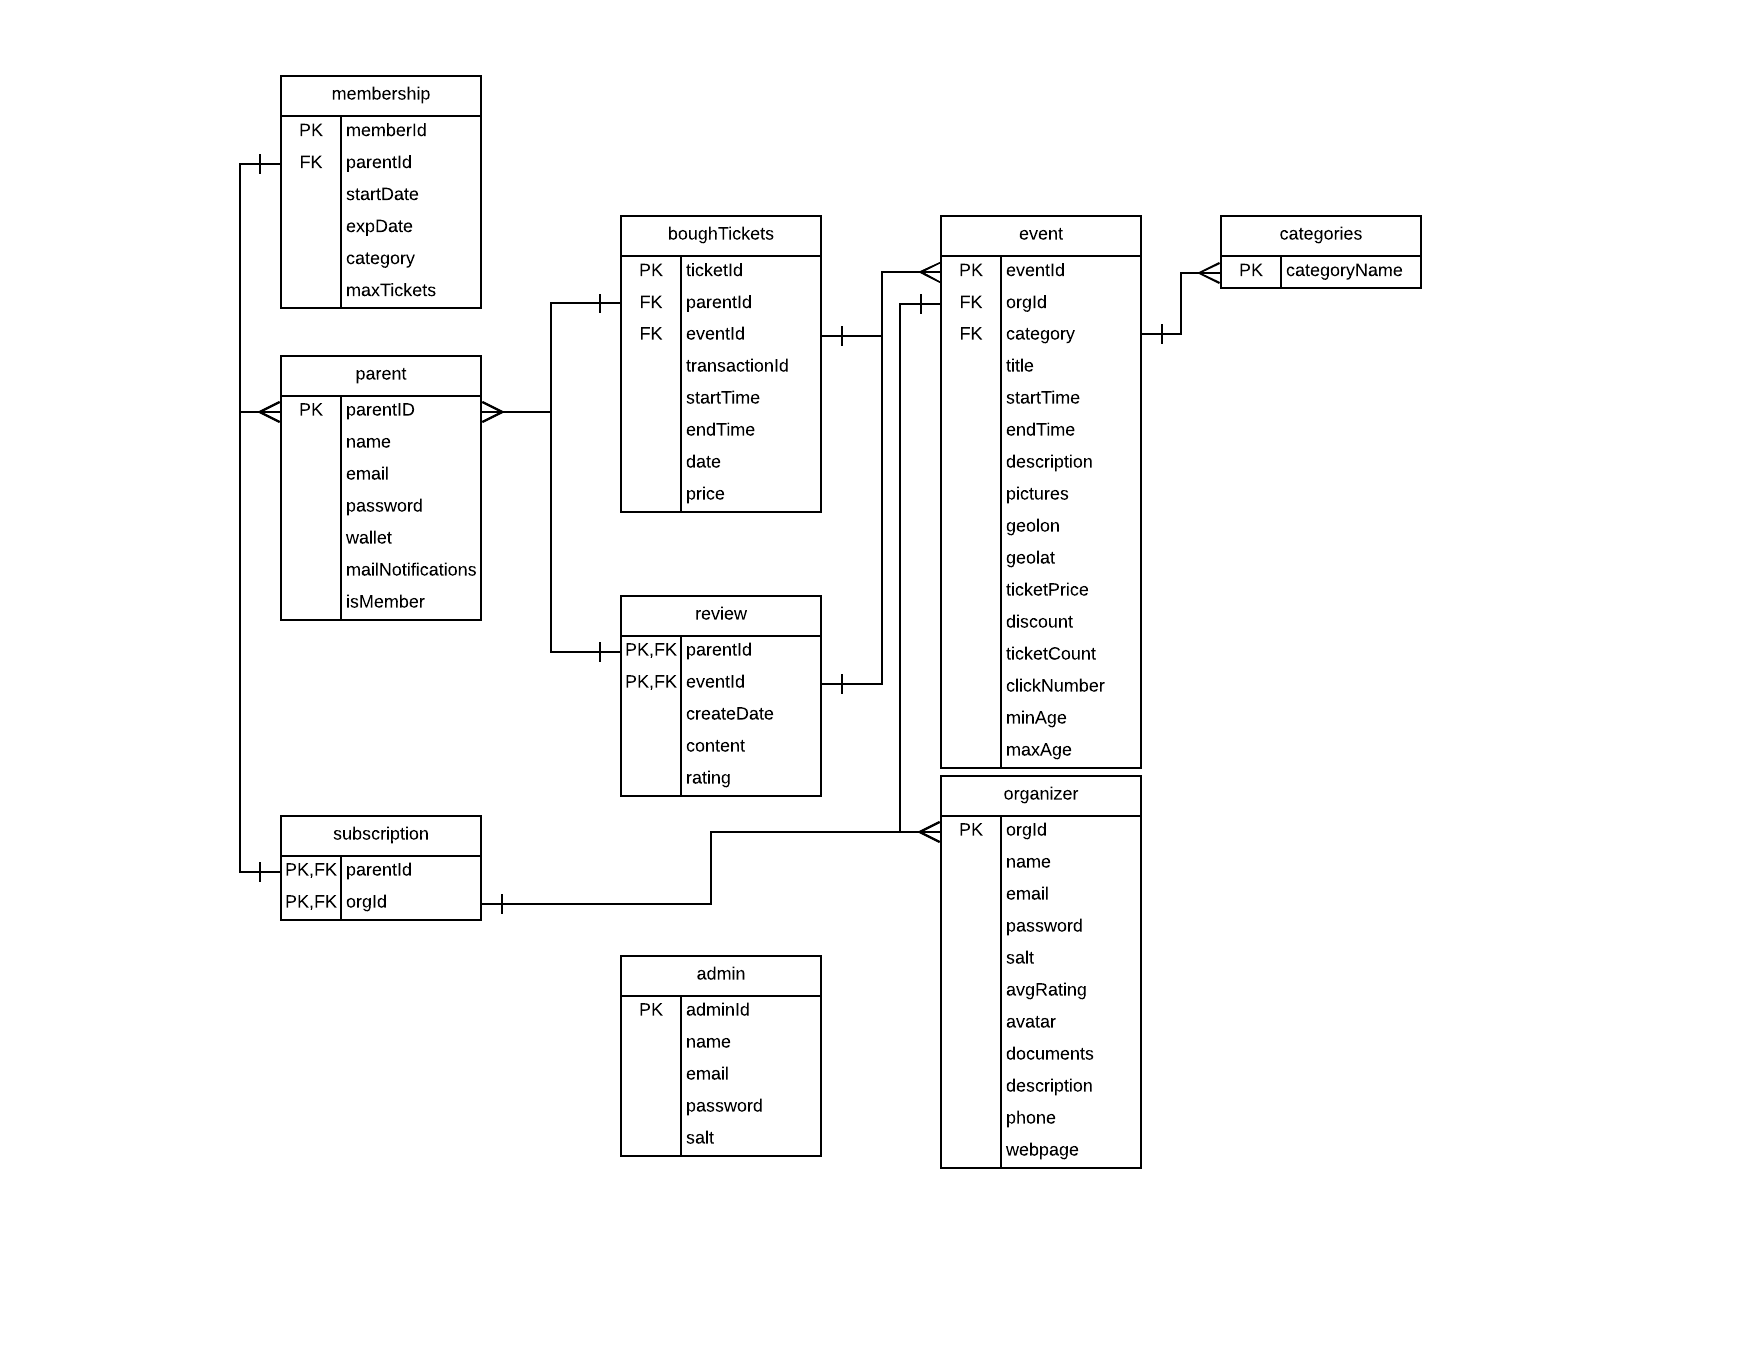 membership
PK memberId
FK parentId
startDate
expDate
category
maxTickets
parent
PK parentID
name
email
password
wallet
mailNotifications
isMember
subscription
PK,FK parentId
PK,FK orgId
boughTickets
PK ticketId
FK parentId
FK eventId
transactionId
startTime
endTime
date
price
review
PK,FK parentId
PK,FK eventId
createDate
content
rating
admin
PK adminId
name
email
password
salt
event
PK eventId
FK orgId
FK category
title
startTime
endTime
description
pictures
geolon
geolat
ticketPrice
discount
ticketCount
clickNumber
minAge
maxAge
organizer
PK orgId
name
email
password
salt
avgRating
avatar
documents
description
phone
webpage
categories
PK categoryName